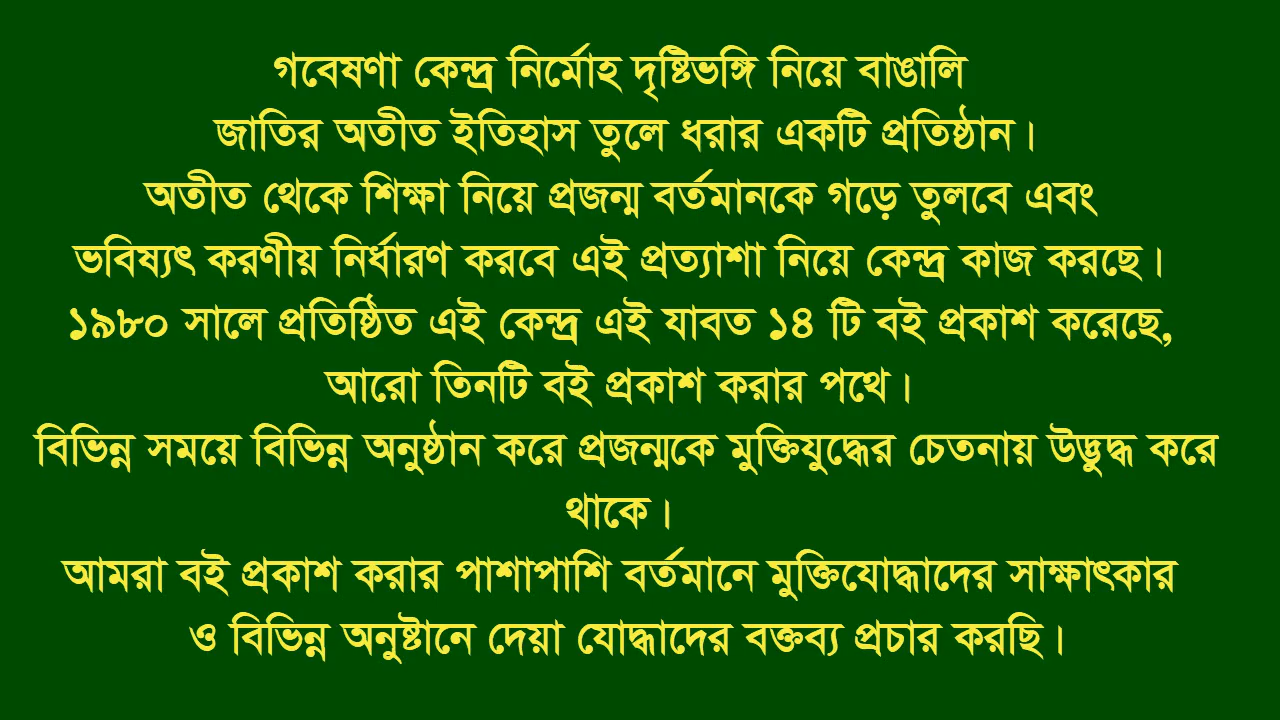 গবেষণা কেন্দ্র নির্মোহ দৃষ্টিভঙ্গি নিয়ে বাঙালি
জাতির অতীত ইতিহাস তুলে ধরার একটি প্রতিষ্ঠান।
অতীত থেকে শিক্ষা নিয়ে প্রজন্ম বর্তমানকে গড়ে তুলবে এবং
ভবিষ্যৎ করণীয় নির্ধারণ করবে এই প্রত্যাশা নিয়ে কেন্দ্র কাজ করছে।
১৯৮০ সালে প্রতিষ্ঠিত এই কেন্দ্র এই যাবত ১৪ টি বই প্রকাশ করেছে,
আরো তিনটি বই প্রকাশ করার পথে।
বিভিন্ন সময়ে বিভিন্ন অনুষ্ঠান করে প্রজন্মকে মুক্তিযুদ্ধের চেতনায় উদ্ভুদ্ধ করে
থাকে।
আমরা বই প্রকাশ করার পাশাপাশি বর্তমানে মুক্তিযোদ্ধাদের সাক্ষাৎকার
ও বিভিন্ন অনুষ্টানে দেয়া যোদ্ধাদের বক্তব্য প্রচার করছি।